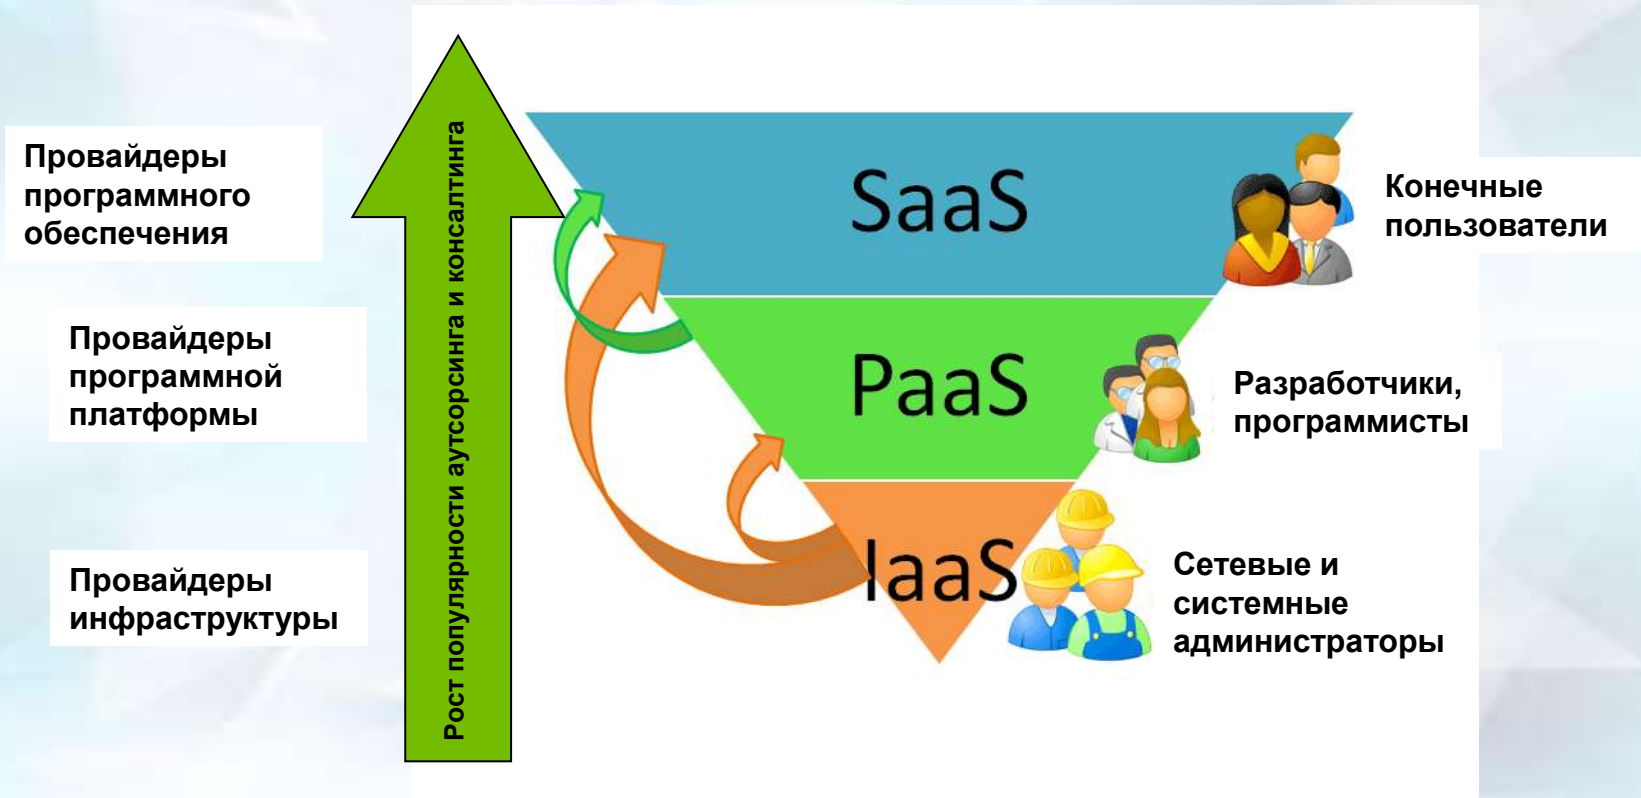 Провайдеры
программного
обеспечения
Провайдеры
программной
платформы
Провайдеры
инфраструктуры
Рост популярности аутсорсинга и консалтинга
SaaS
PaaS
IaaS
Конечные
пользователи
Разработчики,
программисты
Сетевые и
системные
администраторы